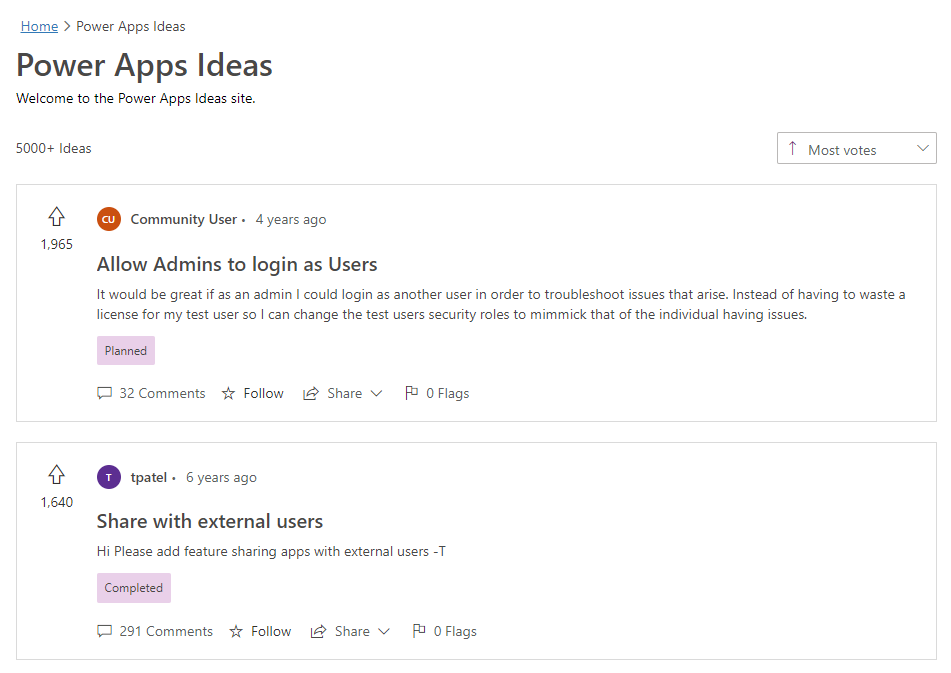 Home > Power Apps Ideas
Power Apps Ideas
Welcome to the Power Apps Ideas site.
5000+ Ideas
Most votes
CU Community User • 4 years ago
1,965
Allow Admins to login as Users
It would be great if as an admin I could login as another user in order to troubleshoot issues that arise. Instead of having to waste a
license for my test user so I can change the test users security roles to mimmick that of the individual having issues.
Planned
32 Comments Follow Share 0 Flags
T tpatel • 6 years ago
1,640
Share with external users
Hi Please add feature sharing apps with external users -T
Completed
291 Comments Follow Share 0 Flags